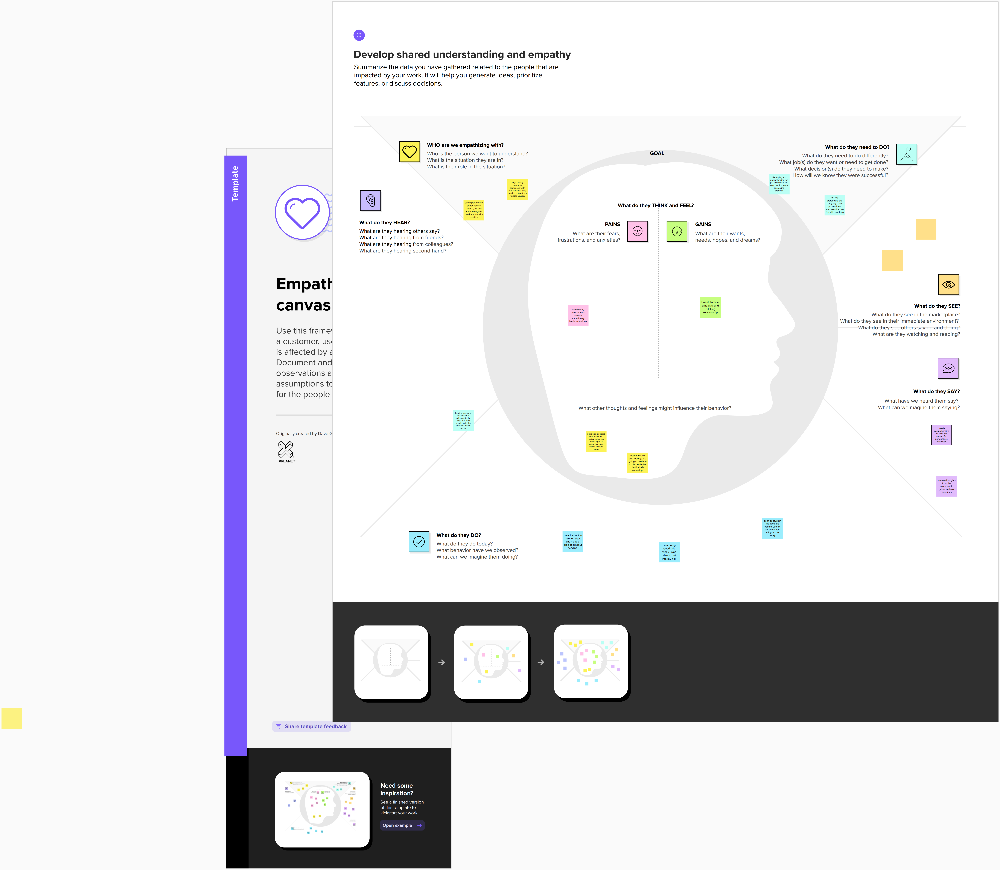 Template
Empath
canvas
Use this framew
a customer, use
is affected by a
Document and
observations a
assumptions to
for the people
Originally created by Dave G
XPLANE
Share template feedback
Need some
inspiration?
See a finished version
of this template to
kickstart your work.
Open example
Develop shared understanding and empathy
Summarize the data you have gathered related to the people that are
impacted by your work. It will help you generate ideas, prioritize
features, or discuss decisions.
WHO are we empathizing with?
Who is the person we want to understand?
What is the situation they are in?
What is their role in the situation?
high quality
example
sentences with"
the situation they
are in context from
reliable sources
some people are
better at than
others ,but just
about everyone
can improve with
practice
GOAL
What do they need to DO?
What do they need to do differently?
What job(s) do they want or need to get done?
What decision(s) do they need to make?
How will we know they were successful?
identifying and
understanding the
job to be done are
only the first steps
in creating
products
for me
personally the
only sign that
proves I am
successful is that
I'm still breathing
What do they HEAR?
What are they hearing others say?
What are they hearing from friends?
What are they hearing from colleagues?
What are they hearing second-hand?
What do they THINK and FEEL?
PAINS
What are their fears,
frustrations, and anxieties?
GAINS
What are their wants,
needs, hopes, and dreams?
while many
people think
anxiety
immediately
leads to feelings
I went to have
a healthy and
fulfilling
relationship
What do they SEE?
What do they see in the marketplace?
What do they see in their immediate environment?
What do they see others saying and doing?
What are they watching and reading?
What do they SAY?
What have we heard them say?
What can we magine them saying?
I need a
comprehensive
view of HR
metrics for
performance
evaluation
we need insights
from the
scorecard to
guide strategic
decisions
hearing a second
to a motion is
guidance to ths
chair that they
should state the
question on the
motion
What other thoughts and feelings might influence their behavior?
if like being outside
near water and
enjoy swimming
the thought of
going to a pool
makes me feel
happy
these thoughts
and feelings are
going to lead me
to plan activities
that include
swimming
What do they DO?
What do they do today?
What behavior have we observed?
What can we imagine them doing?
I reached out to
user on after
she made a
blog post about
needing
I am doing
good this
week I was
able to get
into my old
don't be stuck in
the same old
routine ,check
out some new
things to do
today